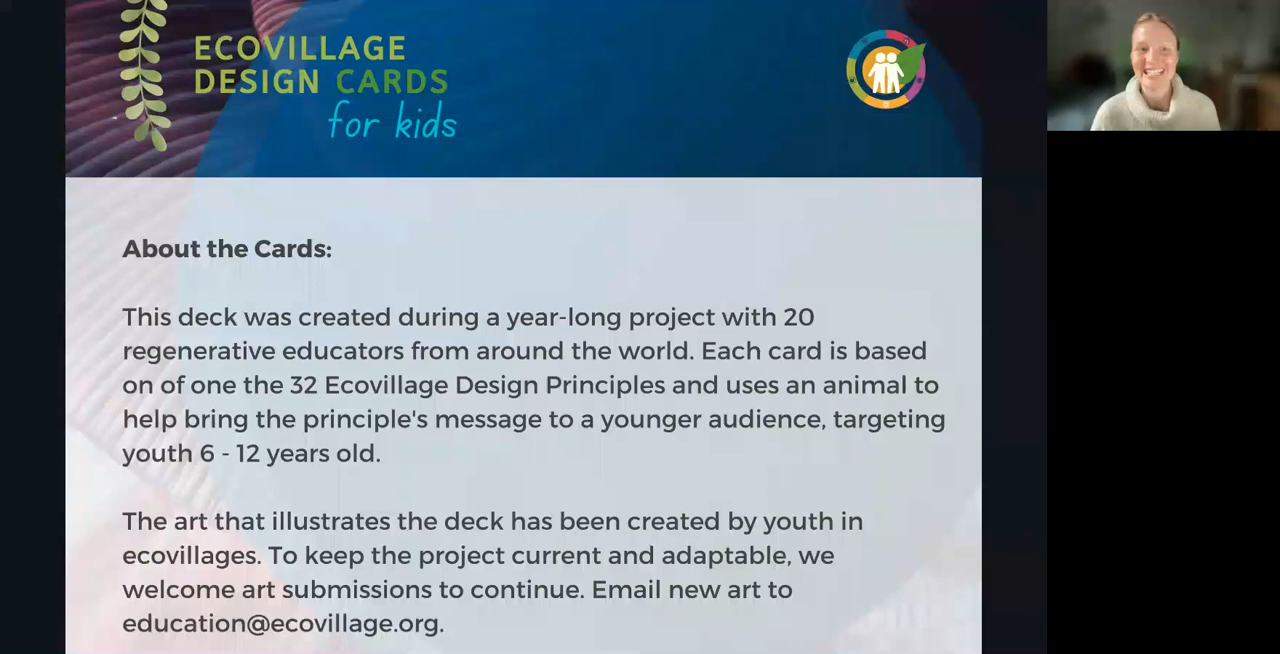 ECOVILLAGE
DESIGN CARDS
for kids
About the Cards:
This deck was created during a year-long project with 20
regenerative educators from around the world. Each card is based
on of one the 32 Ecovillage Design Principles and uses an animal to
help bring the principle's message to a younger audience, targeting
youth 6 - 12 years old.
The art that illustrates the deck has been created by youth in
ecovillages. To keep the project current and adaptable, we
welcome art submissions to continue. Email new art to
education@ecovillage.org.